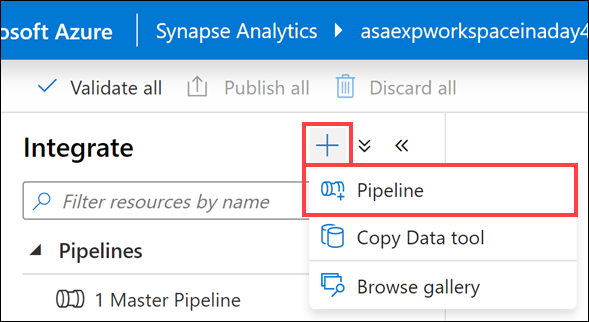 osoft Azure Synapse Analytics asaexpworkspaceinaday4
Validate all Publish all Discard all
Integrate
Filter resources by name
Pipeline
Copy Data tool
Browse gallery
Pipelines
1 Master Pipeline